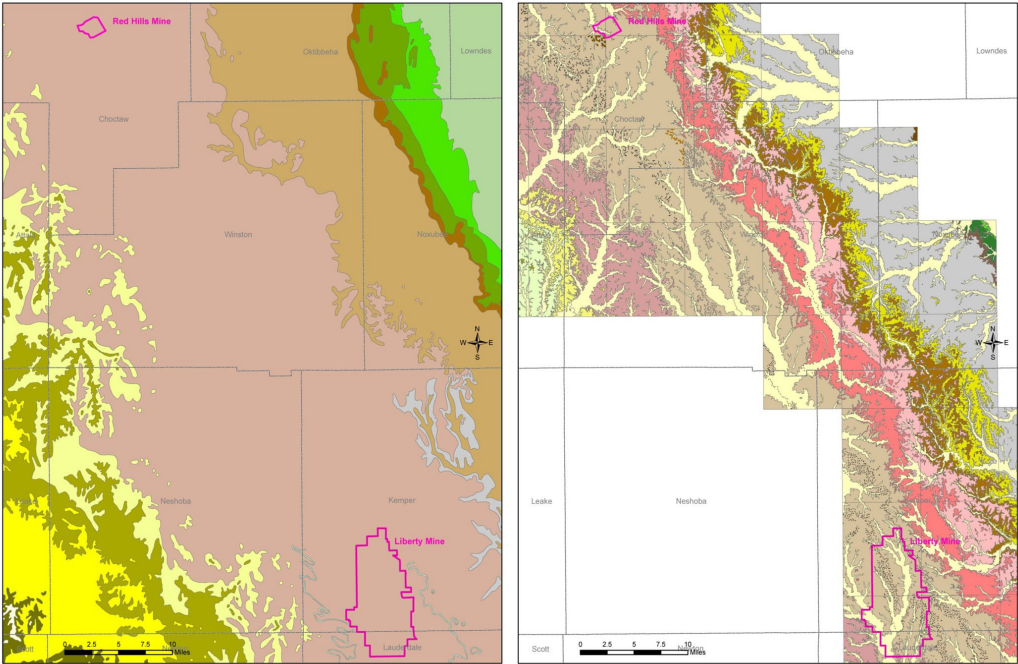 Red Hills Mine
Oktibbeha
Lowndes
Choctaw
Winston
N
W E
S
Neshoba
Kemper
Liberty Mine
Scott
Lauderdale
0 2.5 5 7.5 10
Miles
Red Hills Mine
Oktibbeha
Lowndes
Choctaw
N
W E
S
Leake
Neshoba
Liberty Mine
Scott
Newton
Lauderdale
0 2.5 5 7.5 10
Miles